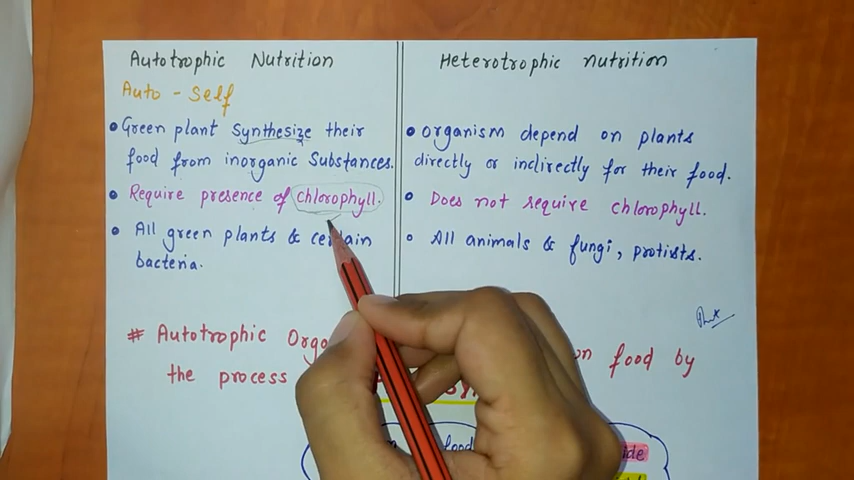 Autotrophic Nutrition
Auto - Self
• Green plant Synthesize their
food from inorganic Substances.
• Require presence of chlorophyll.
• All green plants & certain
bacteria.
Heterotrophic nutrition
• organism depend on plants
directly or indirectly for their food.
• Does not require chlorophyll.
• All animals & fungi, protists.
# Autotrophic food by
the process
food